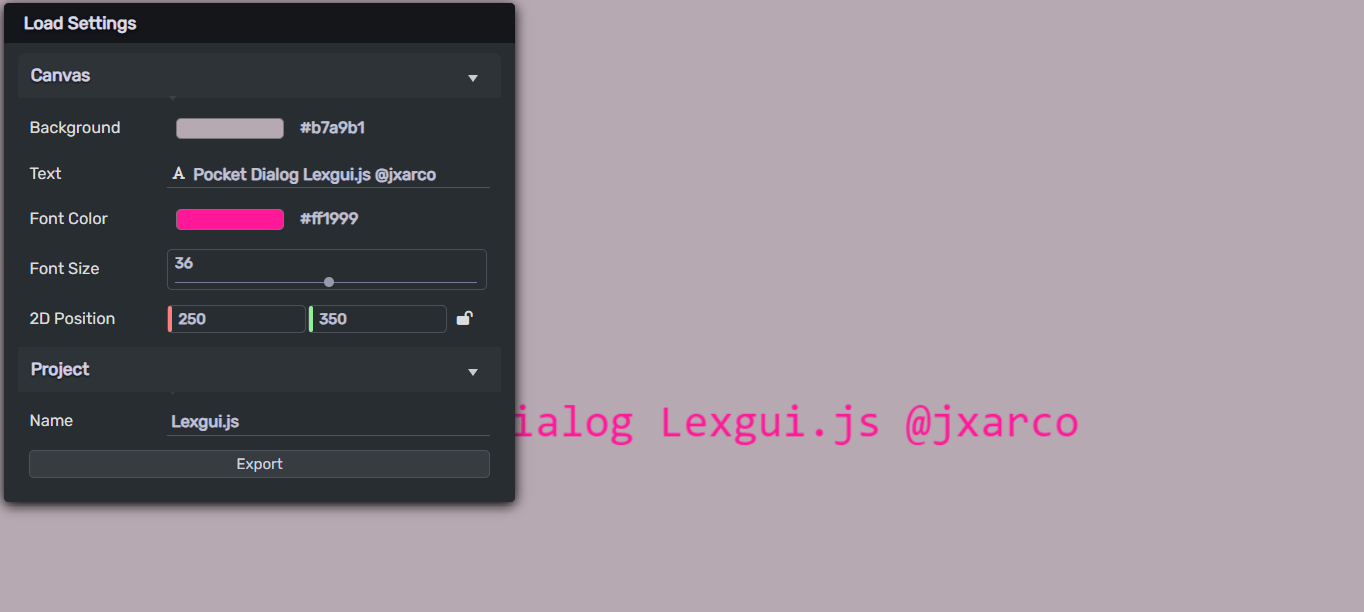 Load Settings
Canvas
Background #b7a9b1
Text A Pocket Dialog Lexgui.js @jxarco
Font Color #ff1999
Font Size 36
2D Position 250 350
Project
Name Lexgui.js
ialog Lexgui.js @jxarco
Export